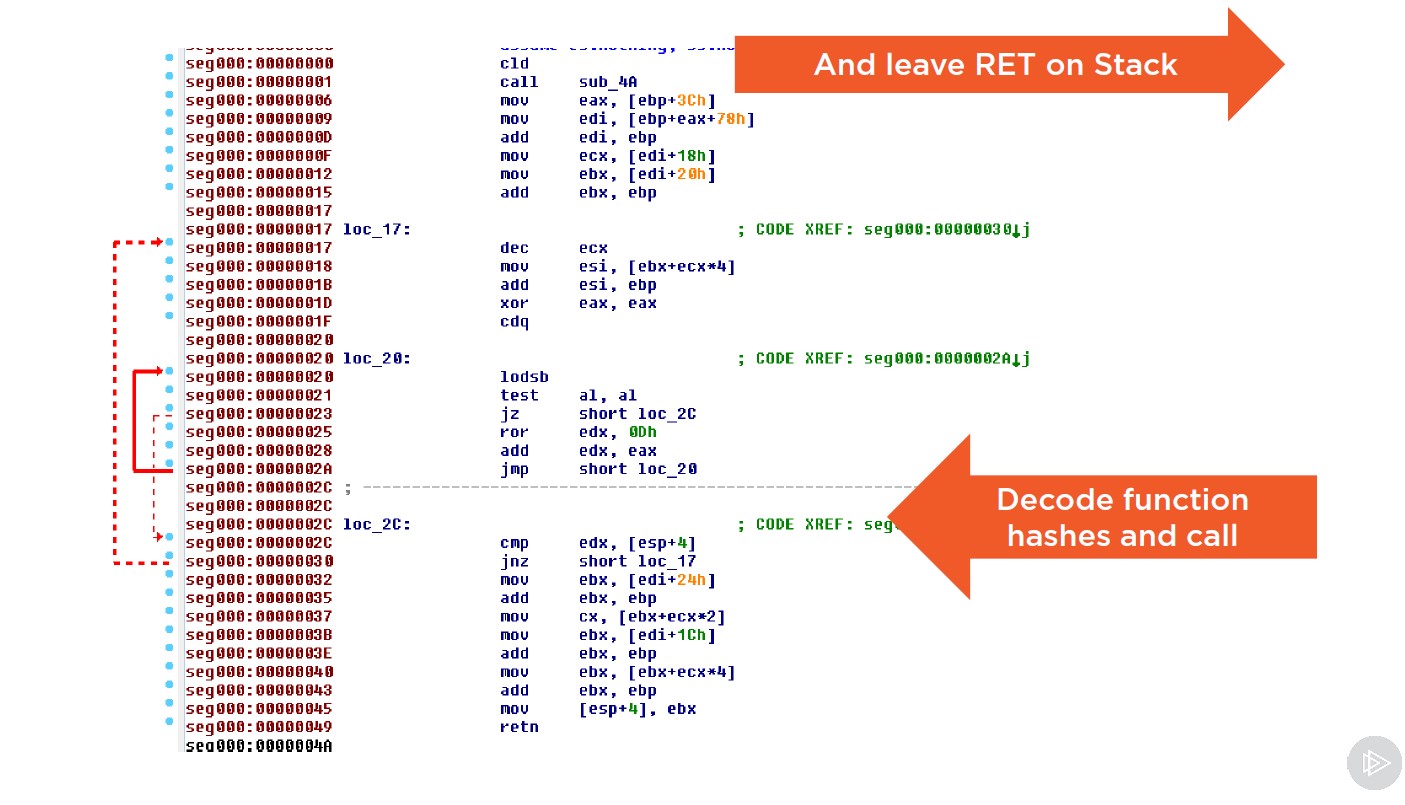 And leave RET on Stack
seg000:00000000 cld
seg000:00000001 call sub_4A
seg000:00000006 mov eax, [ebp+3Ch]
seg000:00000009 mov edi, [ebp+eax+78h]
seg000:0000000D add edi, ebp
seg000:0000000F mov ecx, [edi+18h]
seg000:00000012 mov ebx, [edi+20h]
seg000:00000015 add ebx, ebp
seg000:00000017
seg000:00000017 loc_17: ; CODE XREF: seg000:00000030↓j
seg000:00000017 dec ecx
seg000:00000018 mov esi, [ebx+ecx*4]
seg000:0000001B add esi, ebp
seg000:0000001D xor eax, eax
seg000:0000001F cdq
seg000:00000020
seg000:00000020 loc_20: ; CODE XREF: seg000:0000002A↓j
seg000:00000020 lodsb
seg000:00000021 test al, al
seg000:00000023 jz short loc_2C
seg000:00000025 ror edx, 0Dh
seg000:00000028 add edx, eax
seg000:0000002A jmp short loc_20
seg000:0000002C ; ---------------------------------------------------------
seg000:0000002C
seg000:0000002C loc_2C: ; CODE XREF: seg
seg000:0000002C cmp edx, [esp+4]
seg000:00000030 jnz short loc_17
seg000:00000032 mov ebx, [edi+24h]
seg000:00000035 add ebx, ebp
seg000:00000037 mov cx, [ebx+ecx*2]
seg000:0000003B mov ebx, [edi+1Ch]
seg000:0000003E add ebx, ebp
seg000:00000040 mov ebx, [ebx+ecx*4]
seg000:00000043 add ebx, ebp
seg000:00000045 mov [esp+4], ebx
seg000:00000049 retn
seg000:0000004A
Decode function
hashes and call